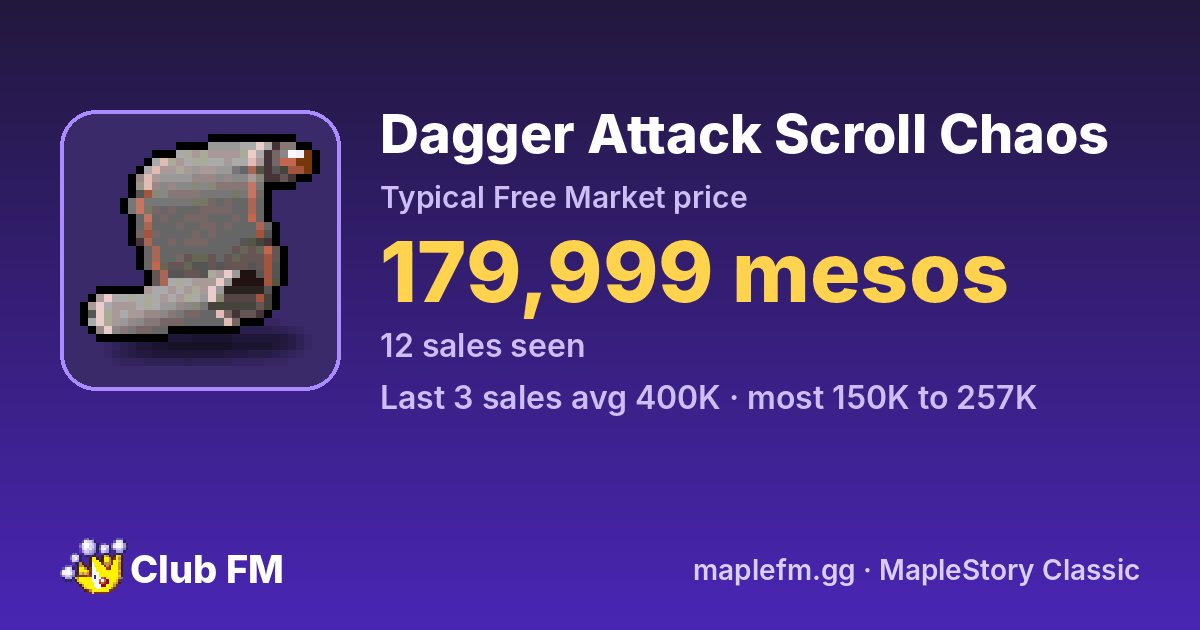 Dagger Attack Scroll Chaos
Typical Free Market price
179,999 mesos
12 sales seen
Last 3 sales avg 400K · most 150K to 257K
Club FM
maplefm.gg · MapleStory Classic